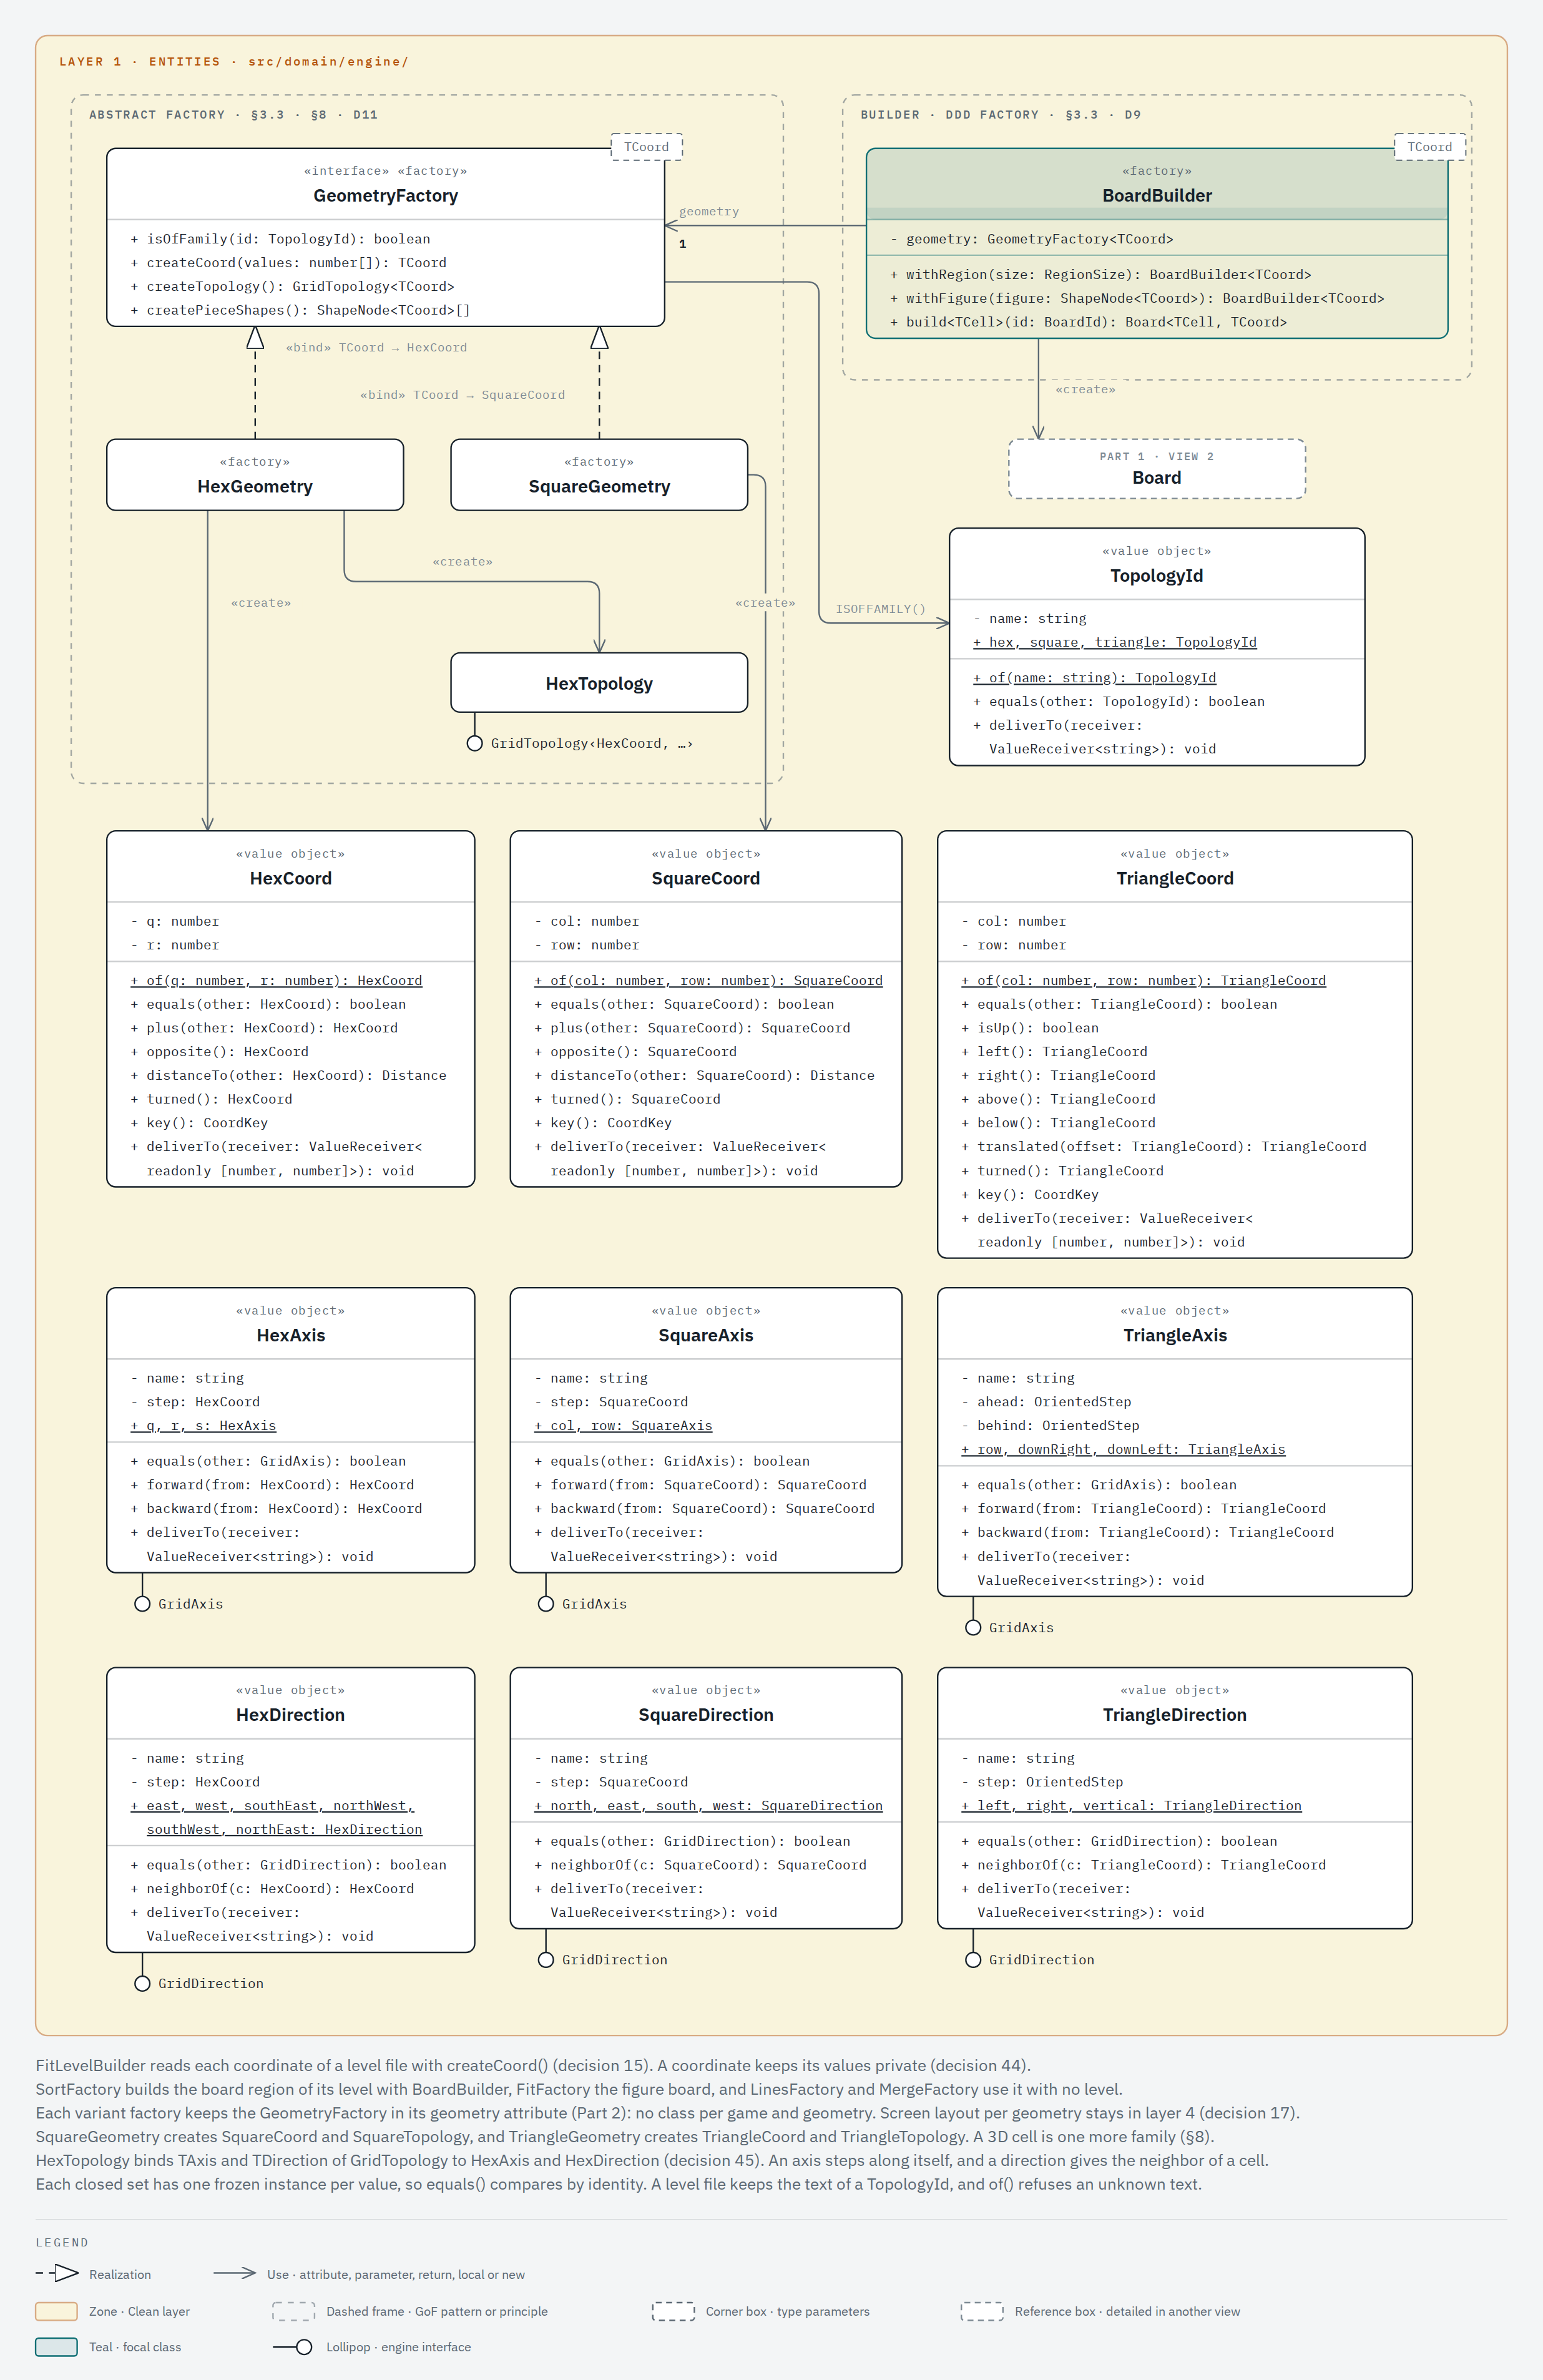 LAYER 1 · ENTITIES · src/domain/engine/
ABSTRACT FACTORY · §3.3 · §8 · D11
TCoord
«interface» «factory»
GeometryFactory
+ isOfFamily(id: TopologyId): boolean
+ createCoord(values: number[]): TCoord
+ createTopology(): GridTopology<TCoord>
+ createPieceShapes(): ShapeNode<TCoord>[]
BUILDER · DDD FACTORY · §3.3 · D9
TCoord
«factory»
BoardBuilder
- geometry: GeometryFactory<TCoord>
+ withRegion(size: RegionSize): BoardBuilder<TCoord>
+ withFigure(figure: ShapeNode<TCoord>): BoardBuilder<TCoord>
+ build<TCell>(id: BoardId): Board<TCell, TCoord>
geometry
1
«bind» TCoord → HexCoord
«bind» TCoord → SquareCoord
«create»
«factory»
HexGeometry
«factory»
SquareGeometry
PART 1 · VIEW 2
Board
«create»
«create»
«create»
ISOFFAMILY()
HexTopology
GridTopology‹HexCoord, …›
«value object»
TopologyId
- name: string
+ hex, square, triangle: TopologyId
+ of(name: string): TopologyId
+ equals(other: TopologyId): boolean
+ deliverTo(receiver:
ValueReceiver<string>): void
«value object»
HexCoord
- q: number
- r: number
+ of(q: number, r: number): HexCoord
+ equals(other: HexCoord): boolean
+ plus(other: HexCoord): HexCoord
+ opposite(): HexCoord
+ distanceTo(other: HexCoord): Distance
+ turned(): HexCoord
+ key(): CoordKey
+ deliverTo(receiver: ValueReceiver<
readonly [number, number]>): void
«value object»
SquareCoord
- col: number
- row: number
+ of(col: number, row: number): SquareCoord
+ equals(other: SquareCoord): boolean
+ plus(other: SquareCoord): SquareCoord
+ opposite(): SquareCoord
+ distanceTo(other: SquareCoord): Distance
+ turned(): SquareCoord
+ key(): CoordKey
+ deliverTo(receiver: ValueReceiver<
readonly [number, number]>): void
«value object»
TriangleCoord
- col: number
- row: number
+ of(col: number, row: number): TriangleCoord
+ equals(other: TriangleCoord): boolean
+ isUp(): boolean
+ left(): TriangleCoord
+ right(): TriangleCoord
+ above(): TriangleCoord
+ below(): TriangleCoord
+ translated(offset: TriangleCoord): TriangleCoord
+ turned(): TriangleCoord
+ key(): CoordKey
+ deliverTo(receiver: ValueReceiver<
readonly [number, number]>): void
«value object»
HexAxis
- name: string
- step: HexCoord
+ q, r, s: HexAxis
+ equals(other: GridAxis): boolean
+ forward(from: HexCoord): HexCoord
+ backward(from: HexCoord): HexCoord
+ deliverTo(receiver:
ValueReceiver<string>): void
GridAxis
«value object»
SquareAxis
- name: string
- step: SquareCoord
+ col, row: SquareAxis
+ equals(other: GridAxis): boolean
+ forward(from: SquareCoord): SquareCoord
+ backward(from: SquareCoord): SquareCoord
+ deliverTo(receiver:
ValueReceiver<string>): void
GridAxis
«value object»
TriangleAxis
- name: string
- ahead: OrientedStep
- behind: OrientedStep
+ row, downRight, downLeft: TriangleAxis
+ equals(other: GridAxis): boolean
+ forward(from: TriangleCoord): TriangleCoord
+ backward(from: TriangleCoord): TriangleCoord
+ deliverTo(receiver:
ValueReceiver<string>): void
GridAxis
«value object»
HexDirection
- name: string
- step: HexCoord
+ east, west, southEast, northWest,
southWest, northEast: HexDirection
+ equals(other: GridDirection): boolean
+ neighborOf(c: HexCoord): HexCoord
+ deliverTo(receiver:
ValueReceiver<string>): void
GridDirection
«value object»
SquareDirection
- name: string
- step: SquareCoord
+ north, east, south, west: SquareDirection
+ equals(other: GridDirection): boolean
+ neighborOf(c: SquareCoord): SquareCoord
+ deliverTo(receiver:
ValueReceiver<string>): void
GridDirection
«value object»
TriangleDirection
- name: string
- step: OrientedStep
+ left, right, vertical: TriangleDirection
+ equals(other: GridDirection): boolean
+ neighborOf(c: TriangleCoord): TriangleCoord
+ deliverTo(receiver:
ValueReceiver<string>): void
GridDirection
FitLevelBuilder reads each coordinate of a level file with createCoord() (decision 15). A coordinate keeps its values private (decision 44).
SortFactory builds the board region of its level with BoardBuilder, FitFactory the figure board, and LinesFactory and MergeFactory use it with no level.
Each variant factory keeps the GeometryFactory in its geometry attribute (Part 2): no class per game and geometry. Screen layout per geometry stays in layer 4 (decision 17).
SquareGeometry creates SquareCoord and SquareTopology, and TriangleGeometry creates TriangleCoord and TriangleTopology. A 3D cell is one more family (§8).
HexTopology binds TAxis and TDirection of GridTopology to HexAxis and HexDirection (decision 45). An axis steps along itself, and a direction gives the neighbor of a cell.
Each closed set has one frozen instance per value, so equals() compares by identity. A level file keeps the text of a TopologyId, and of() refuses an unknown text.
LEGEND
Realization
Use · attribute, parameter, return, local or new
Zone · Clean layer
Dashed frame · GoF pattern or principle
Corner box · type parameters
Reference box · detailed in another view
Teal · focal class
Lollipop · engine interface